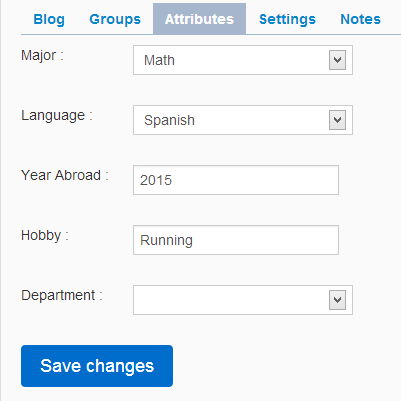 Blog Groups Attributes Settings Notes
Major : Math
Language : Spanish
Year Abroad : 2015
Hobby : Running
Department :
Save changes